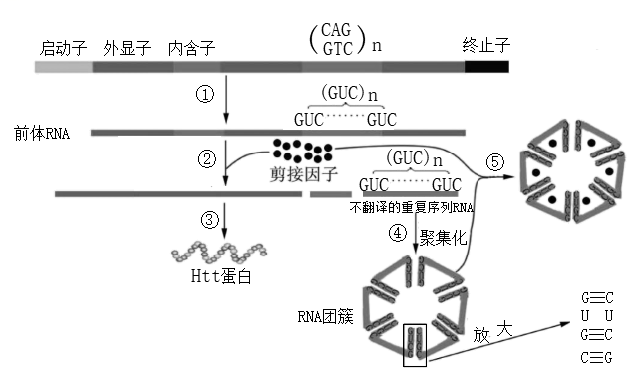 启动子 外显子 内含子 (CAG
GTC)n 终止子
①
(GUC)n
GUC……GUC
前体RNA
②
剪接因子
(GUC)n
⑤
GUC……GUC
不翻译的重复序列RNA
③
④ 聚集化
Htt蛋白
RNA团簇
放大
G≡C
U U
G≡C
C≡G